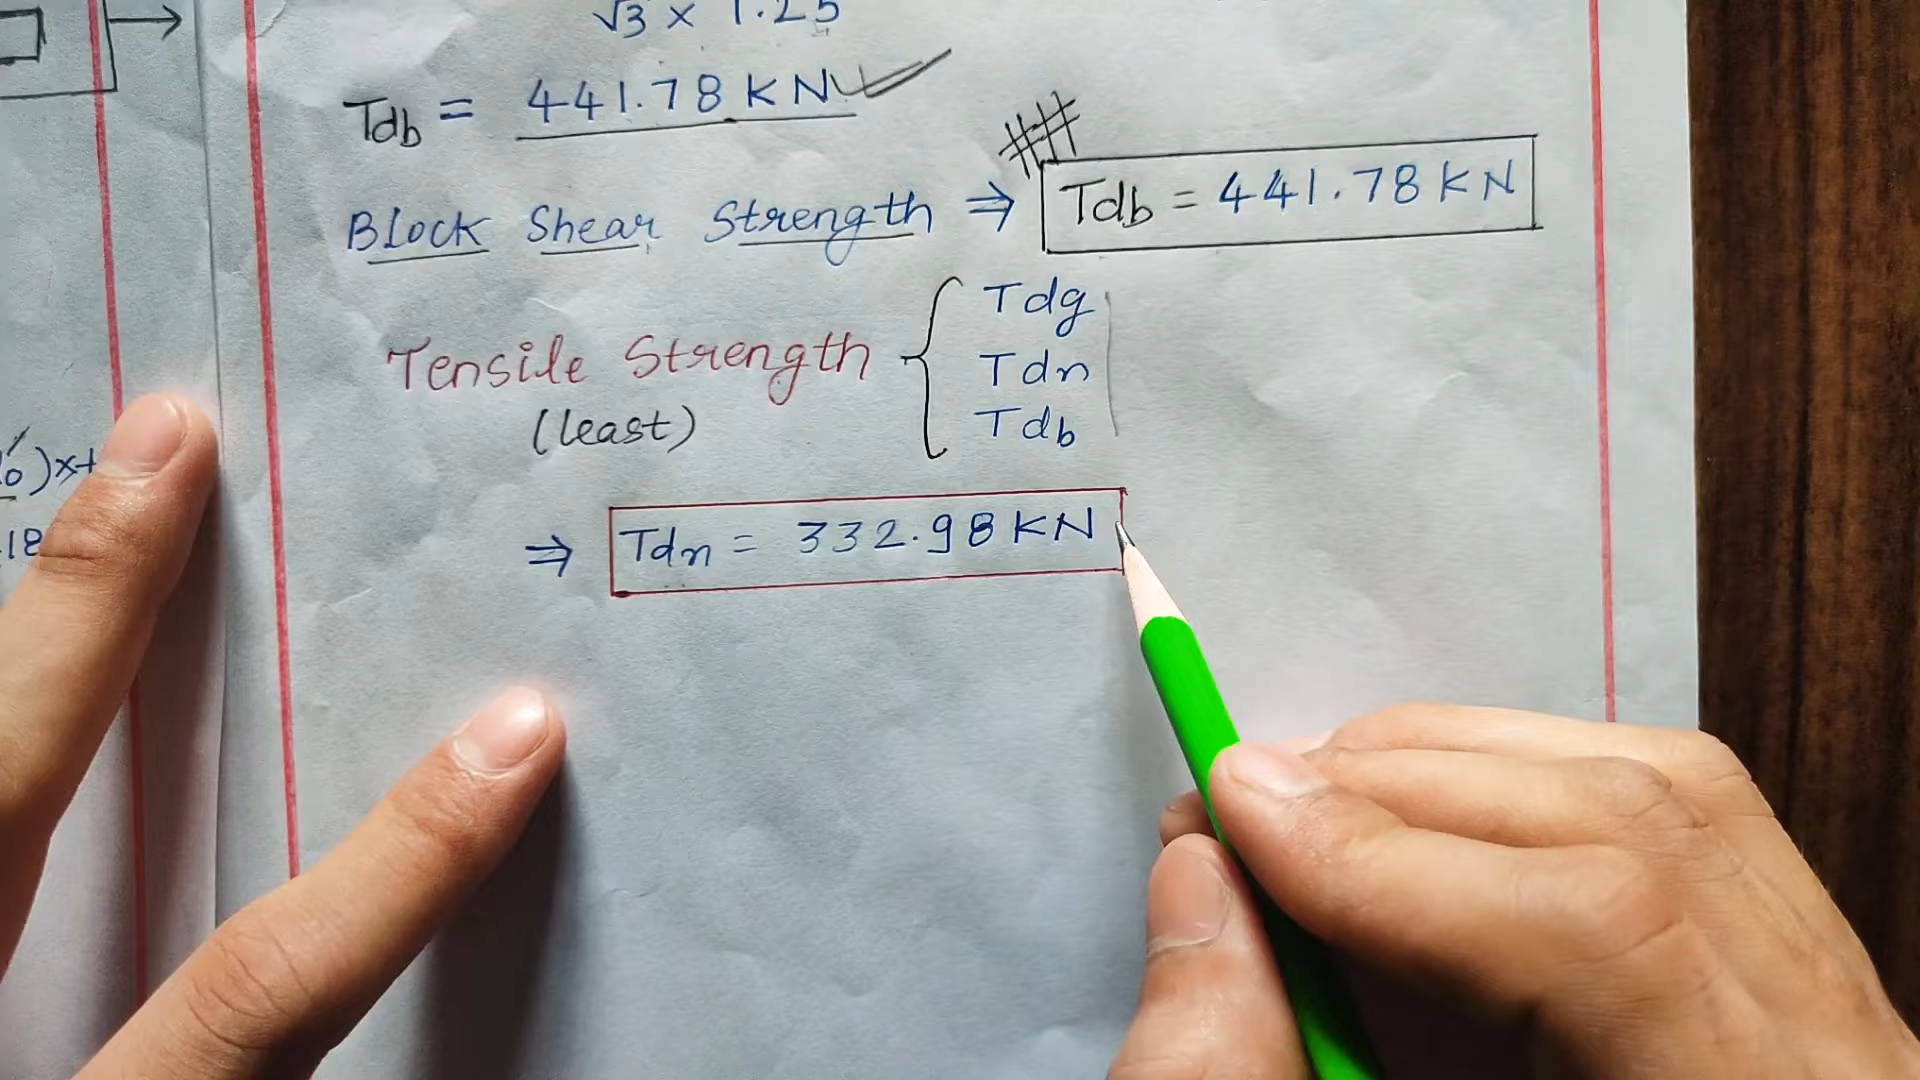 √3 × 1.25
Tdb = 441.78 KN
Block Shear Strength ⇒ Tdb = 441.78 KN
Tensile Strength { Tdg
Tdn
(least)
Tdb
⇒ Tdn = 332.98 KN
)x+
.18